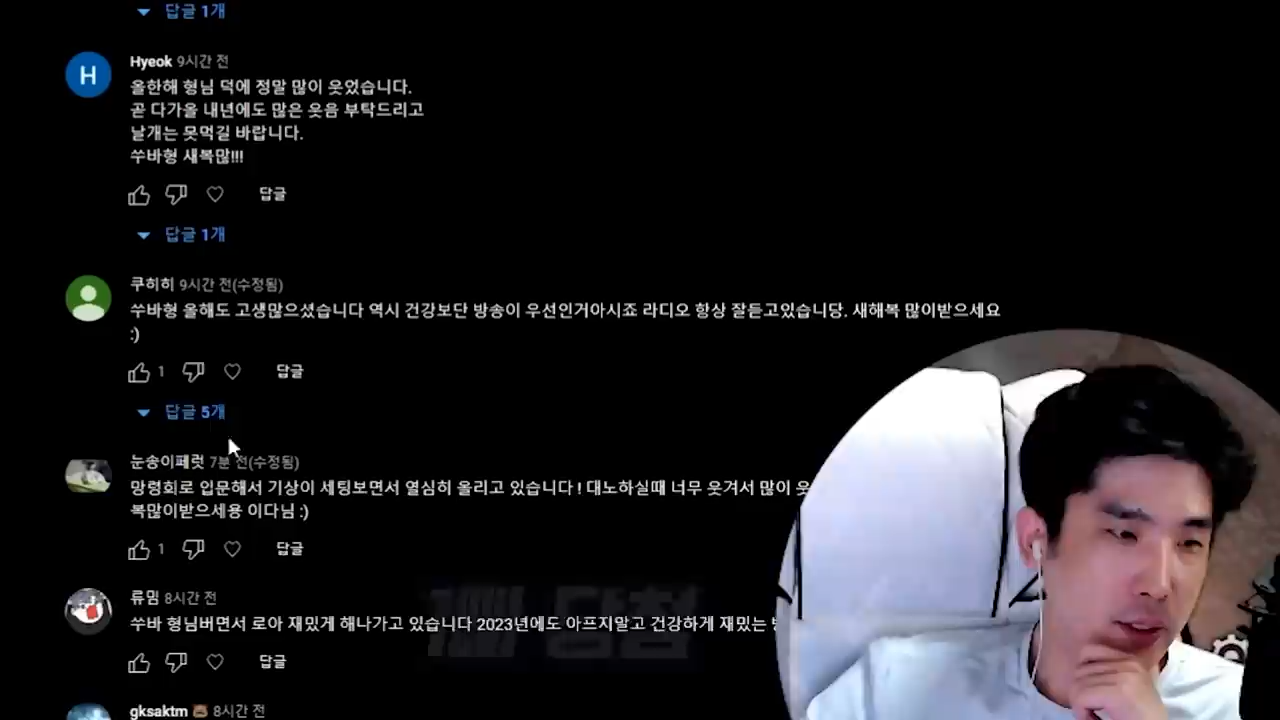 답글 1개
Hyeok 9시간 전
올한해 형님 덕에 정말 많이 웃었습니다.
곧 다가올 내년에도 많은 웃음 부탁드리고
날개는 못먹길 바랍니다.
쑤바형 새복많!!!
답글
답글 1개
쿠히히 9시간 전(수정됨)
쑤바형 올해도 고생많으셨습니다 역시 건강보단 방송이 우선인거아시죠 라디오 항상 잘듣고있습니당. 새해복 많이받으세요
:)
1 답글
답글 5개
눈송이페럿 7분 전(수정됨)
망령회로 입문해서 기상이 세팅보면서 열심히 올리고 있습니다 ! 대노하실때 너무 웃겨서 많이
복많이받으세용 이다님 :)
1 답글
류밈 8시간 전
쑤바 형님버면서 로아 재밌게 해나가고 있습니다 2023년에도 아프지말고 건강하게 재밌는
답글
gksaktm 8시간 전